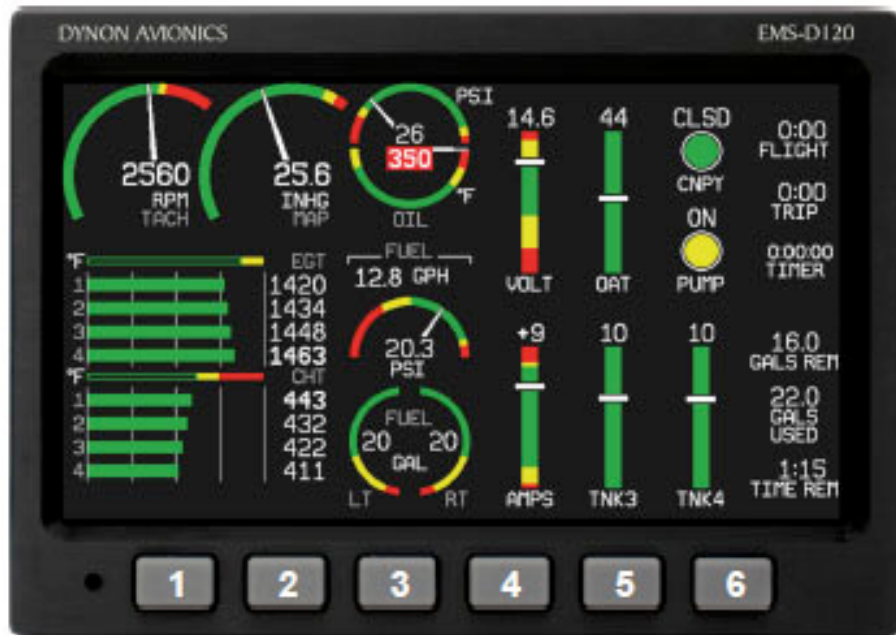 DYNON AVIONICS
EMS-D120
2560
RPM
TACH
25.6
INHG
MAP
PSI
26
350
°F
OIL
14.6
VOLT
44
OAT
CLSD
CNPY
ON
PUMP
0:00
FLIGHT
0:00
TRIP
0:00:00
TIMER
°F EGT
1 1420
2 1434
3 1448
4 1463
°F CHT
1 443
2 432
3 422
4 411
FUEL
12.8 GPH
20.3
PSI
FUEL
20 20
GAL
LT RT
+9
AMPS
10
TNK3
10
TNK4
16.0
GALS REM
22.0
GALS
USED
1:15
TIME REM
1 2 3 4 5 6